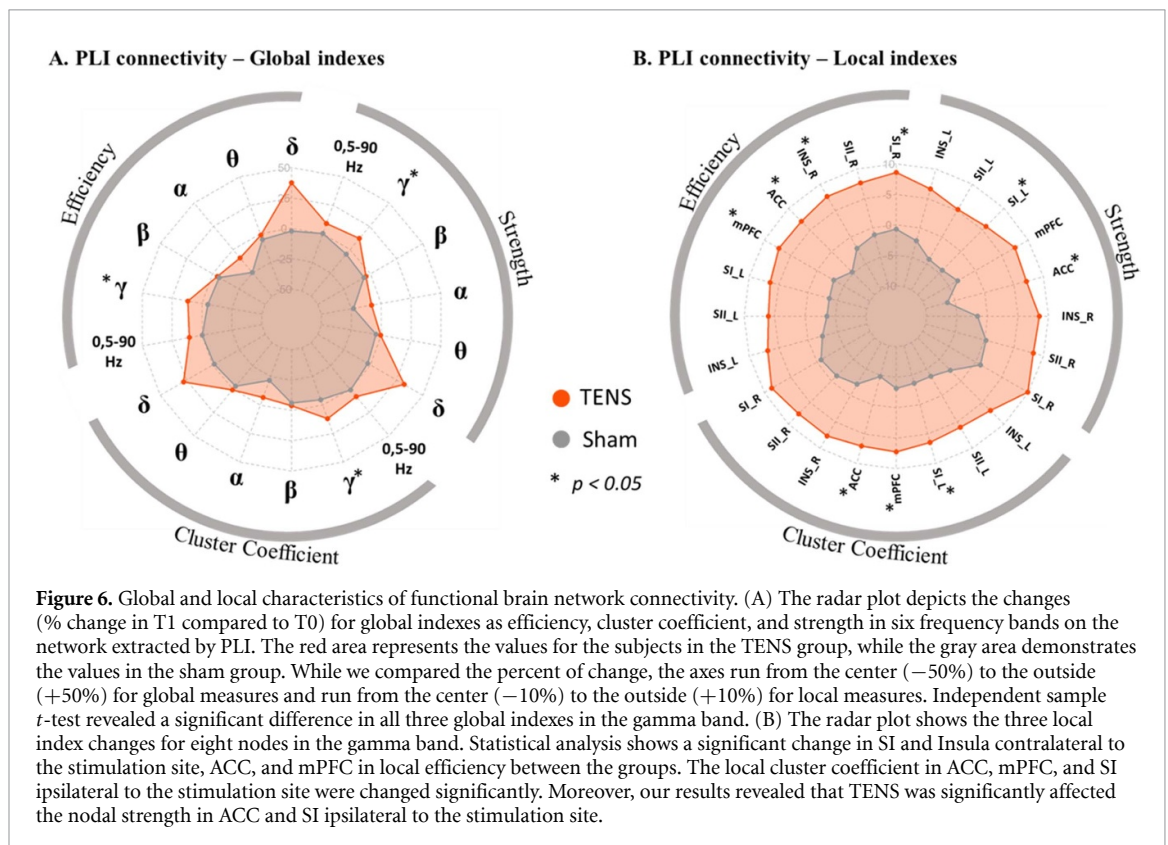 A. PLI connectivity – Global indexes
B. PLI connectivity – Local indexes
Efficiency
Strength
Cluster Coefficient
δ
0,5-90
Hz
γ*
β
α
θ
δ
0,5-90
Hz
γ*
β
α
θ
δ
0,5-90
Hz
*γ
β
α
θ
50
25
0
-25
-50
TENS
Sham
* p < 0.05
Efficiency
Strength
Cluster Coefficient
SI_R*
INS_L
SII_L
SI_L*
mPFC
ACC*
INS_R
SII_R
SI_R
INS_L
SII_L
SI_L*
*mPFC
*ACC
INS_R
SII_R
SI_R
INS_L
SII_L
SI_L
*mPFC
*ACC
*INS_R
SII_R
10
5
0
-5
-10
Figure 6. Global and local characteristics of functional brain network connectivity. (A) The radar plot depicts the changes
(% change in T1 compared to T0) for global indexes as efficiency, cluster coefficient, and strength in six frequency bands on the
network extracted by PLI. The red area represents the values for the subjects in the TENS group, while the gray area demonstrates
the values in the sham group. While we compared the percent of change, the axes run from the center (−50%) to the outside
(+50%) for global measures and run from the center (−10%) to the outside (+10%) for local measures. Independent sample
t-test revealed a significant difference in all three global indexes in the gamma band. (B) The radar plot shows the three local
index changes for eight nodes in the gamma band. Statistical analysis shows a significant change in SI and Insula contralateral to
the stimulation site, ACC, and mPFC in local efficiency between the groups. The local cluster coefficient in ACC, mPFC, and SI
ipsilateral to the stimulation site were changed significantly. Moreover, our results revealed that TENS was significantly affected
the nodal strength in ACC and SI ipsilateral to the stimulation site.